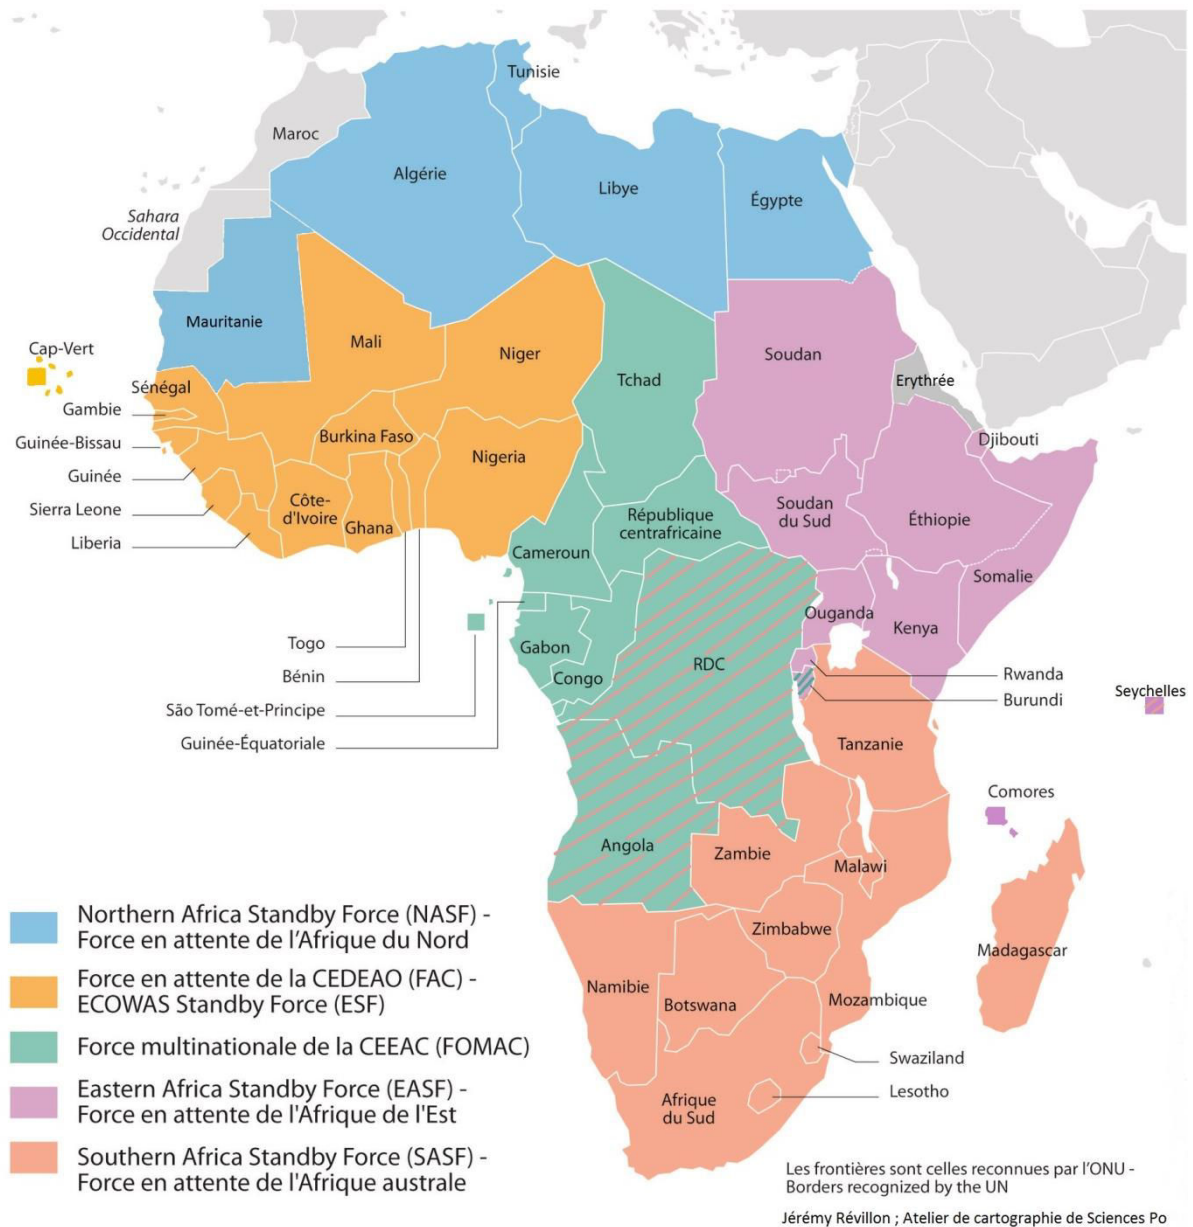 Tunisie
Maroc
Algérie
Libye
Égypte
Sahara
Occidental
Mauritanie
Cap-Vert
Mali
Niger
Tchad
Soudan
Erythrée
Sénégal
Gambie
Guinée-Bissau
Guinée
Sierra Leone
Liberia
Burkina Faso
Nigeria
Djibouti
Côte-
d'Ivoire
Ghana
Soudan
du Sud
Éthiopie
République
centrafricaine
Cameroun
Somalie
Ouganda
Kenya
Togo
Bénin
São Tomé-et-Principe
Guinée-Équatoriale
Gabon
Congo
RDC
Rwanda
Burundi
Seychelles
Tanzanie
Comores
Angola
Zambie
Malawi
Zimbabwe
Madagascar
Namibie
Botswana
Mozambique
Swaziland
Lesotho
Afrique
du Sud
Northern Africa Standby Force (NASF) -
Force en attente de l'Afrique du Nord
Force en attente de la CEDEAO (FAC) -
ECOWAS Standby Force (ESF)
Force multinationale de la CEEAC (FOMAC)
Eastern Africa Standby Force (EASF) -
Force en attente de l'Afrique de l'Est
Southern Africa Standby Force (SASF) -
Force en attente de l'Afrique australe
Les frontières sont celles reconnues par l'ONU -
Borders recognized by the UN
Jérémy Révillon ; Atelier de cartographie de Sciences Po